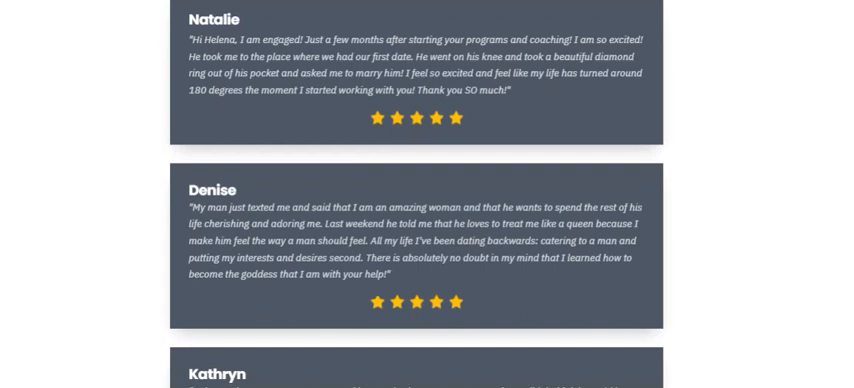 Natalie
"Hi Helena, I am engaged! Just a few months after starting your programs and coaching! I am so excited!
He took me to the place where we had our first date. He went on his knee and took a beautiful diamond
ring out of his pocket and asked me to marry him! I feel so excited and feel like my life has turned around
180 degrees the moment I started working with you! Thank you SO much!"
Denise
"My man just texted me and said that I am an amazing woman and that he wants to spend the rest of his
life cherishing and adoring me. Last weekend he told me that he loves to treat me like a queen because I
make him feel the way a man should feel. All my life I've been dating backwards: catering to a man and
putting my interests and desires second. There is absolutely no doubt in my mind that I learned how to
become the goddess that I am with your help!"
Kathryn